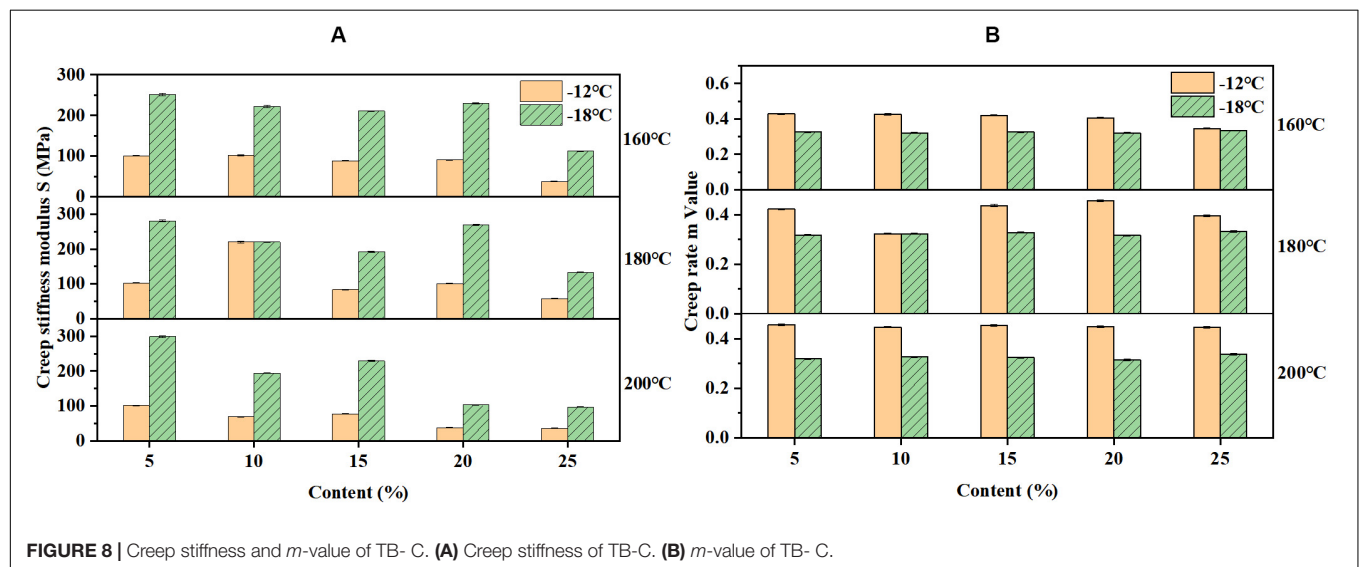 A
Creep stiffness modulus S (MPa)
300
200
100
0
-12°C
-18°C
160°C
300
200
100
0
180°C
300
200
100
0
200°C
5 10 15 20 25
Content (%)
B
Creep rate m Value
0.6
0.4
0.2
0.0
-12°C
-18°C
160°C
0.4
0.2
0.0
180°C
0.4
0.2
0.0
200°C
5 10 15 20 25
Content (%)
FIGURE 8 | Creep stiffness and m-value of TB- C. (A) Creep stiffness of TB-C. (B) m-value of TB- C.